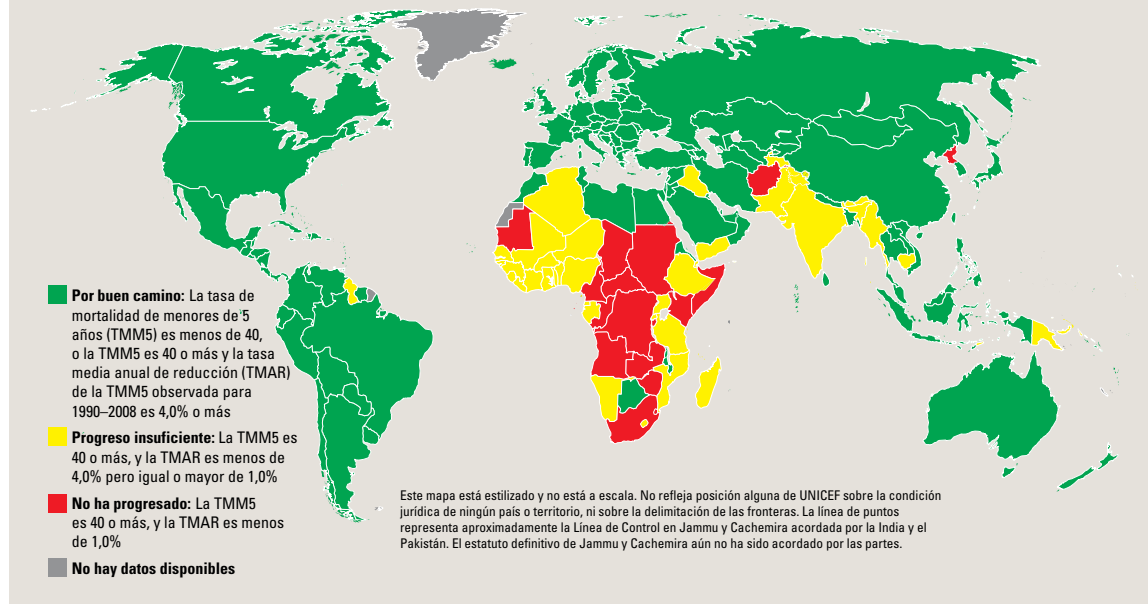 Por buen camino: La tasa de
mortalidad de menores de 5
años (TMM5) es menos de 40,
o la TMM5 es 40 o más y la tasa
media anual de reducción (TMAR)
de la TMM5 observada para
1990–2008 es 4,0% o más
Progreso insuficiente: La TMM5 es
40 o más, y la TMAR es menos de
4,0% pero igual o mayor de 1,0%
No ha progresado: La TMM5
es 40 o más, y la TMAR es menos
de 1,0%
No hay datos disponibles
Este mapa está estilizado y no está a escala. No refleja posición alguna de UNICEF sobre la condición
jurídica de ningún país o territorio, ni sobre la delimitación de las fronteras. La línea de puntos
representa aproximadamente la Línea de Control en Jammu y Cachemira acordada por la India y el
Pakistán. El estatuto definitivo de Jammu y Cachemira aún no ha sido acordado por las partes.